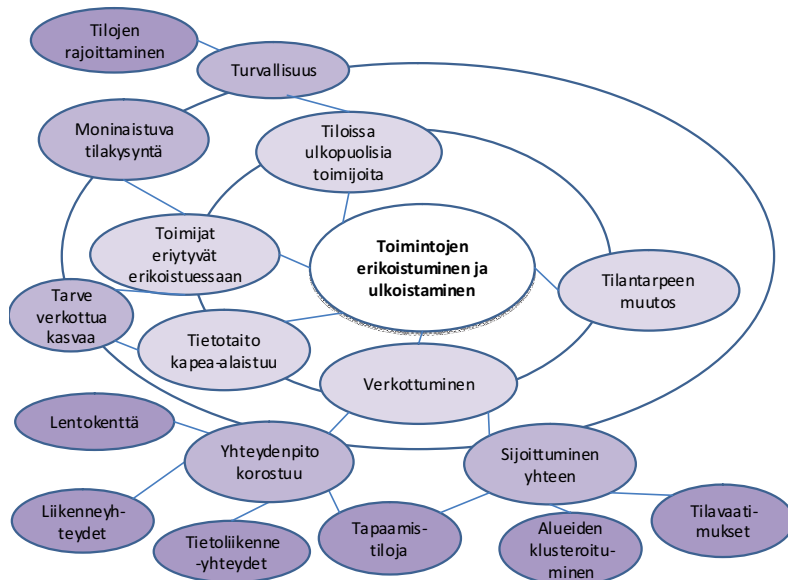 Tilojen
rajoittaminen
Turvallisuus
Moninaistuva
tilakysyntä
Tiloissa
ulkopuolisia
toimijoita
Toimijat
eriytyvät
erikoistuessaan
Toimintojen
erikoistuminen ja
ulkoistaminen
Tilantarpeen
muutos
Tarve
verkottua
kasvaa
Tietotaito
kapea-alaistuu
Verkottuminen
Lentokenttä
Yhteydenpito
korostuu
Sijoittuminen
yhteen
Liikenneyh-
teydet
Tietoliikenne
-yhteydet
Tapaamis-
tiloja
Alueiden
klusteroitu-
minen
Tilavaati-
mukset